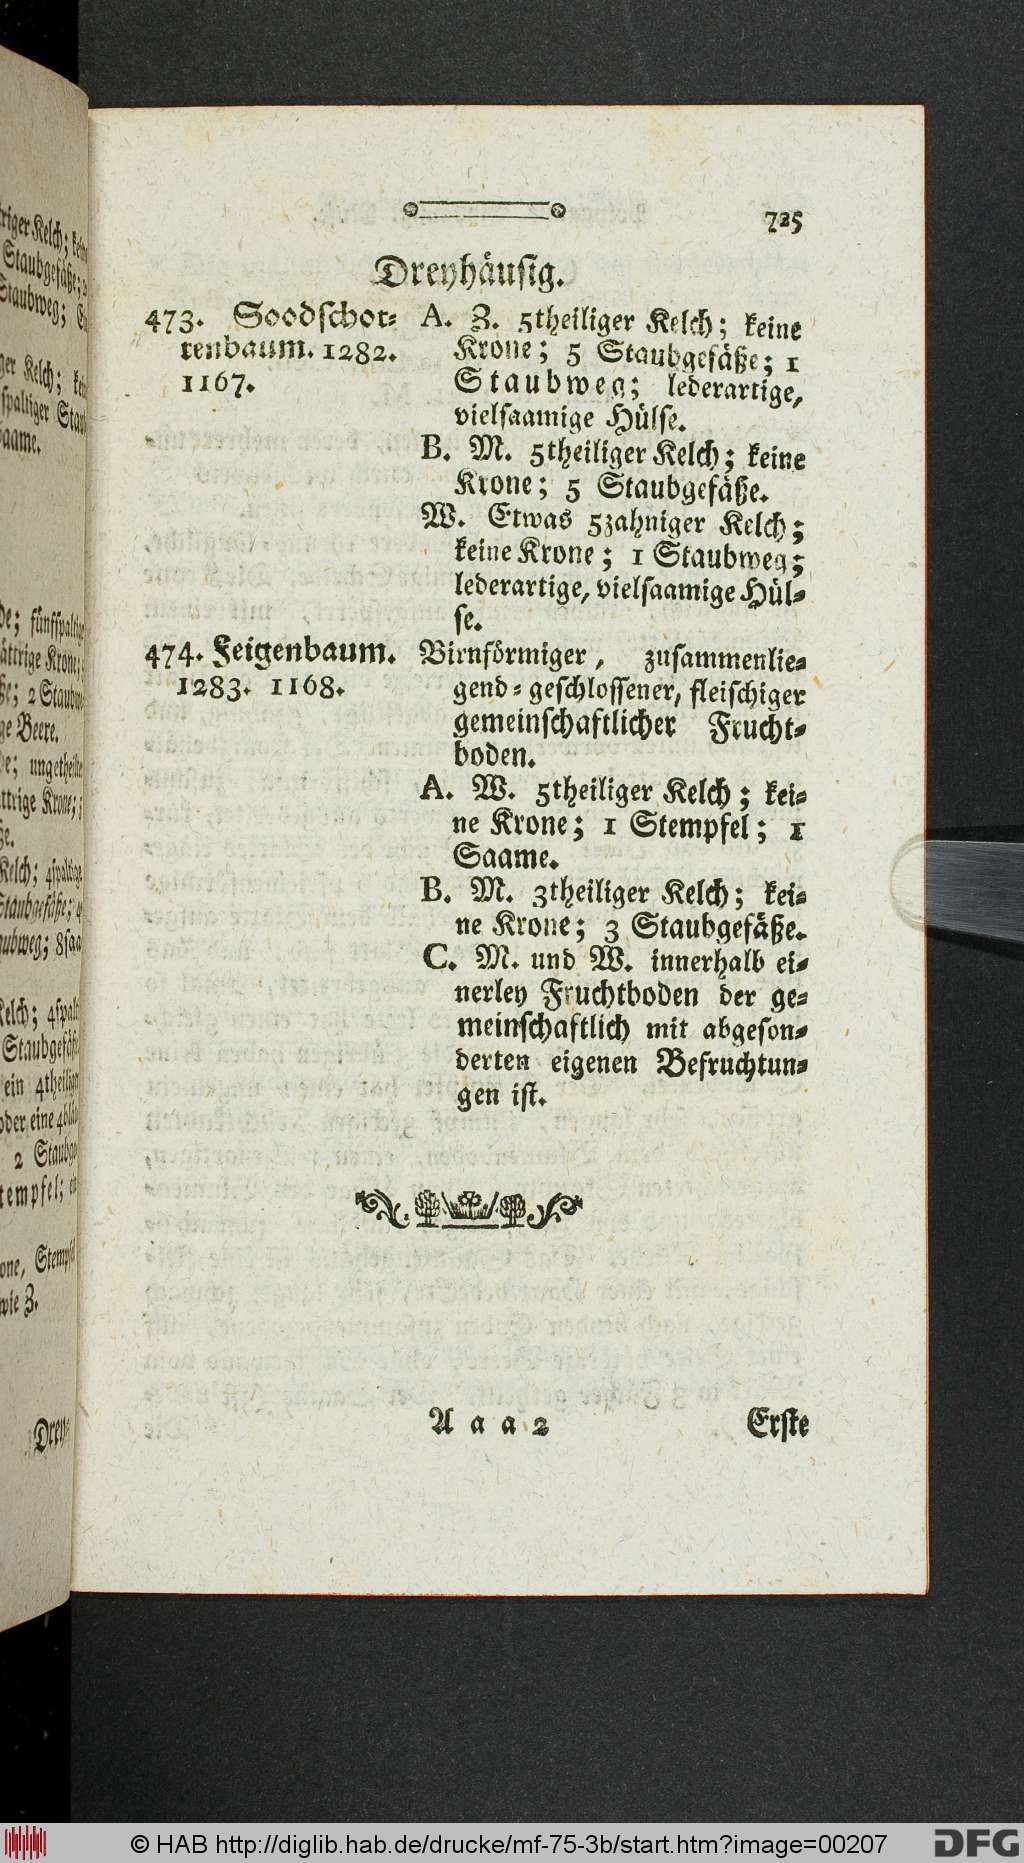 725
Dreyhäusig.
473. Soodschot-
renbaum. 1282.
1167.
A. Z. 5theiliger Kelch; keine
Krone; 5 Staubgefäße; 1
Staubweg; lederartige,
vielsaamige Hülse.
B. M. 5theiliger Kelch; keine
Krone; 5 Staubgefäße.
W. Etwas 5zahniger Kelch;
keine Krone; 1 Staubweg;
lederartige, vielsaamige Hül-
se.
474. Feigenbaum.
1283. 1168.
Birnförmiger, zusammenlie-
gend-geschlossener, fleischiger
gemeinschaftlicher Frucht-
boden.
A. W. 5theiliger Kelch; kei-
ne Krone; 1 Stempfel; 1
Saame.
B. M. 3theiliger Kelch; kei-
ne Krone; 3 Staubgefäße.
C. M. und W. innerhalb ei-
nerley Fruchtboden der ge-
meinschaftlich mit abgeson-
derten eigenen Befruchtun-
gen ist.
Aaa2
Erste
© HAB http://diglib.hab.de/drucke/mf-75-3b/start.htm?image=00207
DFG